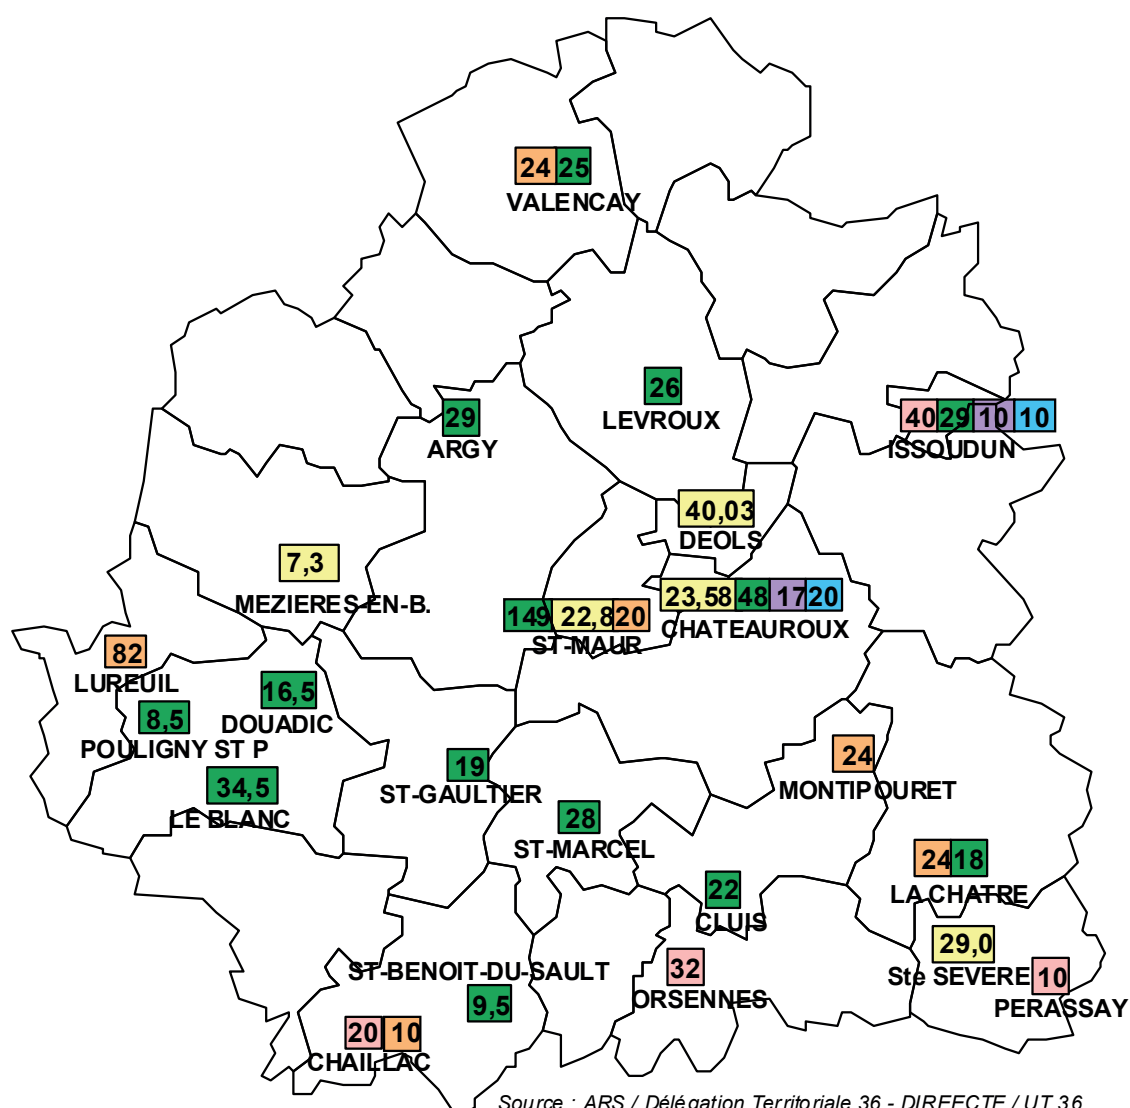 24 25
VALENCAY
26
LEVROUX
29
ARGY
40 29 10 10
ISSOUDUN
40,03
DEOLS
7,3
MEZIERES-EN-B.
23,58 48 17 20
CHATEAUROUX
149 22,8 20
ST-MAUR
82
LUREUIL
16,5
DOUADIC
8,5
POULIGNY ST P
34,5
LE BLANC
19
ST-GAULTIER
24
MONTIPOURET
28
ST-MARCEL
24 18
LA CHATRE
22
CLUIS
29,0
Ste SEVERE
32
ORSENNES
10
PERASSAY
ST-BENOIT-DU-SAULT
9,5
20 10
CHAILLAC
Source : ARS / Délégation Territoriale 36 - DIREECTE / UT 36